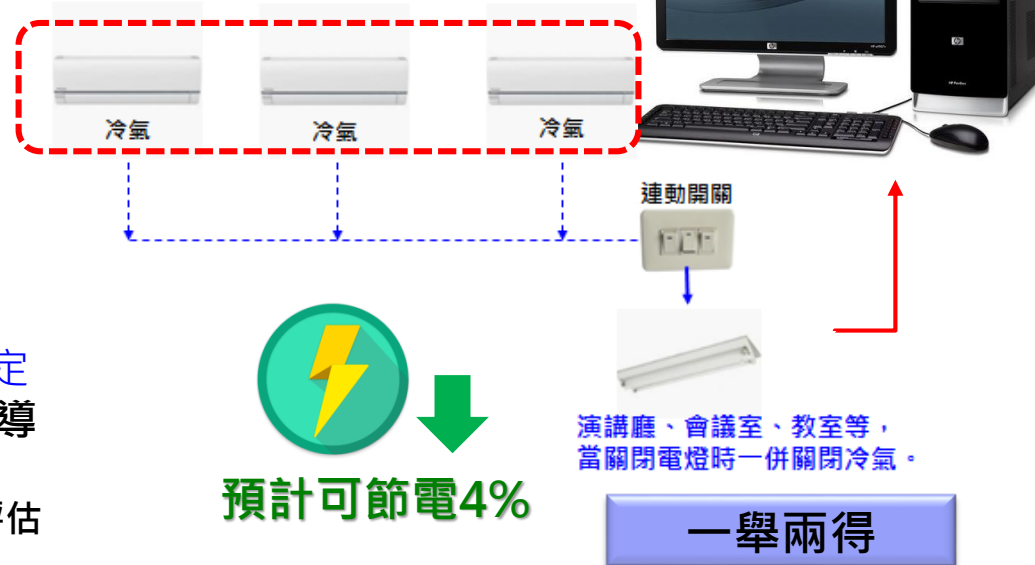 冷氣
冷氣
冷氣
連動開關
演講廳、會議室、教室等,
當關閉電燈時一併關閉冷氣。
定
導
估
預計可節電4%
一舉兩得